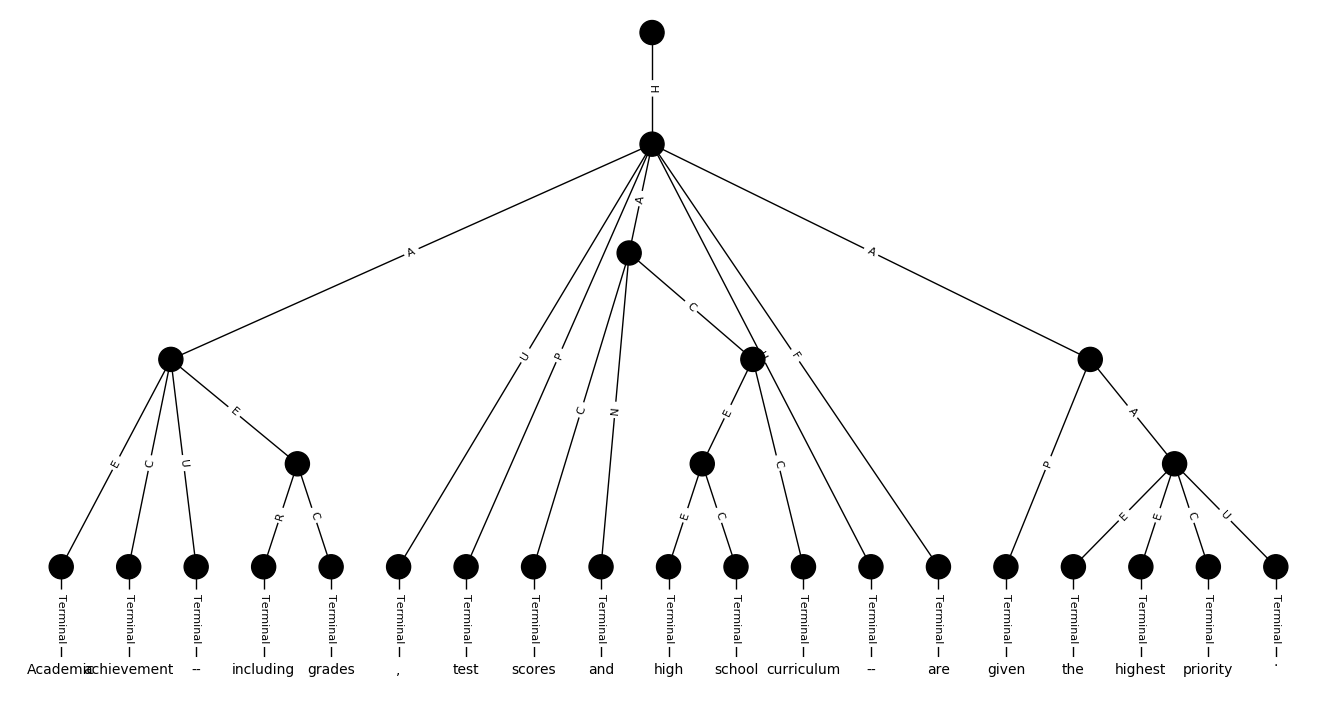 H
A A A
U P C U F
E C U E C N E C P A
R C E C E E C U
Terminal Terminal Terminal Terminal Terminal Terminal Terminal Terminal Terminal Terminal Terminal Terminal Terminal Terminal Terminal Terminal Terminal Terminal Terminal
Academic achievement -- including grades , test scores and high school curriculum -- are given the highest priority .